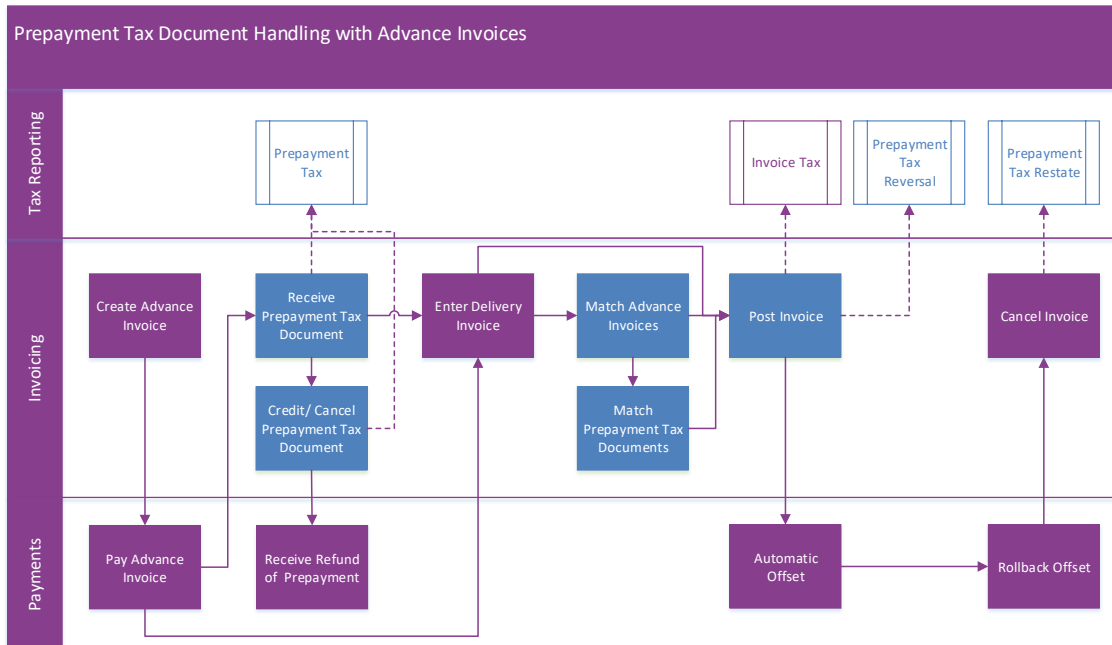 Prepayment Tax Document Handling with Advance Invoices
Tax Reporting
Prepayment
Tax
Invoice Tax
Prepayment
Tax
Reversal
Prepayment
Tax Restate
Invoicing
Create Advance
Invoice
Receive
Prepayment Tax
Document
Enter Delivery
Invoice
Match Advance
Invoices
Post Invoice
Cancel Invoice
Credit/ Cancel
Prepayment Tax
Document
Match
Prepayment Tax
Documents
Payments
Pay Advance
Invoice
Receive Refund
of Prepayment
Automatic
Offset
Rollback Offset